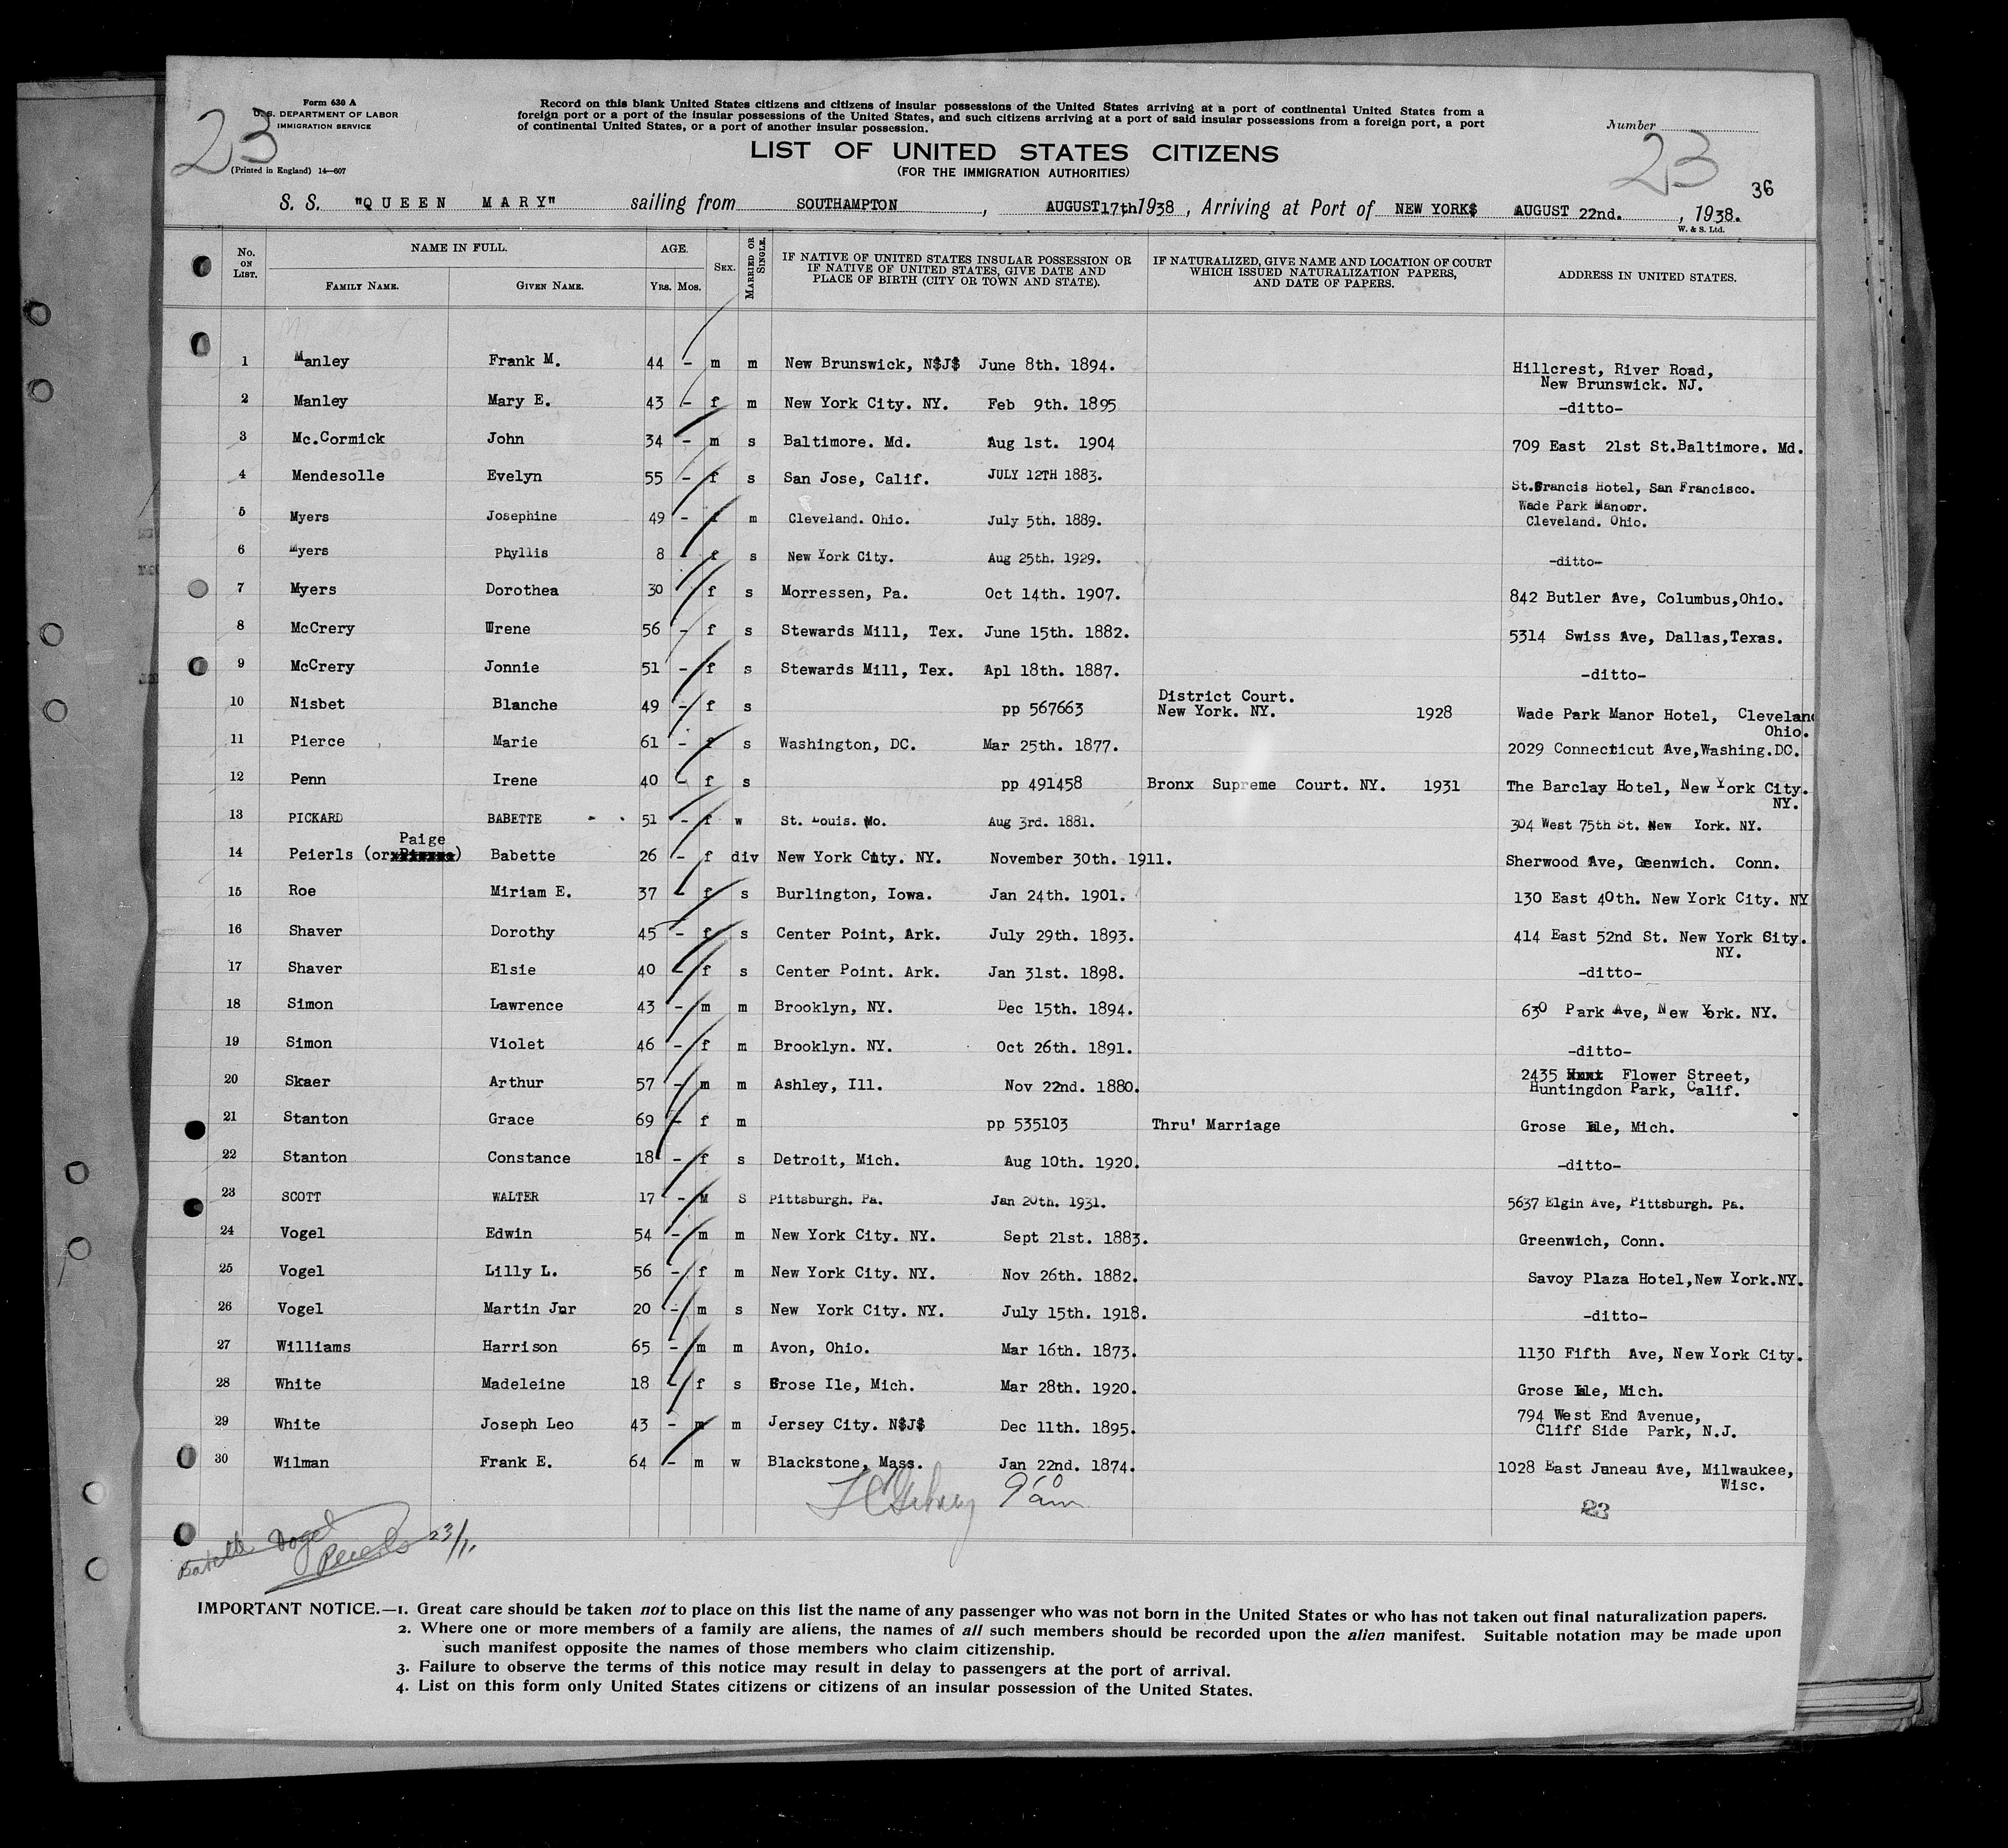 Form 630 A
U. S. DEPARTMENT OF LABOR
IMMIGRATION SERVICE
(Printed in England) 14—607
23
Record on this blank United States citizens and citizens of insular possessions of the United States arriving at a port of continental United States from a
foreign port or a port of the insular possessions of the United States, and such citizens arriving at a port of said insular possessions from a foreign port, a port
of continental United States, or a port of another insular possession.
Number
23
36
LIST OF UNITED STATES CITIZENS
(FOR THE IMMIGRATION AUTHORITIES)
S. S. "QUEEN MARY" sailing from SOUTHAMPTON, AUGUST17th1938, Arriving at Port of NEW YORK$ AUGUST 22nd., 1938.
W. & S. Ltd.
No. ON LIST. NAME IN FULL. FAMILY NAME. GIVEN NAME. AGE. YRS. MOS. SEX. MARRIED OR SINGLE. IF NATIVE OF UNITED STATES INSULAR POSSESSION OR IF NATIVE OF UNITED STATES, GIVE DATE AND PLACE OF BIRTH (CITY OR TOWN AND STATE). IF NATURALIZED, GIVE NAME AND LOCATION OF COURT WHICH ISSUED NATURALIZATION PAPERS, AND DATE OF PAPERS. ADDRESS IN UNITED STATES.
1 Manley Frank M. 44 - m m New Brunswick, N$J$ June 8th. 1894. Hillcrest, River Road,
New Brunswick. NJ.
2 Manley Mary E. 43 - f m New York City. NY. Feb 9th. 1895 -ditto-
3 Mc.Cormick John 34 - m s Baltimore. Md. Aug 1st. 1904 709 East 21st St.Baltimore. Md.
4 Mendesolle Evelyn 55 - f s San Jose, Calif. JULY 12TH 1883. St.Francis Hotel, San Francisco.
5 Myers Josephine 49 - f m Cleveland. Ohio. July 5th. 1889. Wade Park Manoor.
Cleveland. Ohio.
6 Myers Phyllis 8 - f s New York City. Aug 25th. 1929. -ditto-
7 Myers Dorothea 30 f s Morressen, Pa. Oct 14th. 1907. 842 Butler Ave, Columbus,Ohio.
8 McCrery Irene 56 - f s Stewards Mill, Tex. June 15th. 1882. 5314 Swiss Ave, Dallas,Texas.
9 McCrery Jonnie 51 - f s Stewards Mill, Tex. Apl 18th. 1887. -ditto-
10 Nisbet Blanche 49 - f s pp 567663 District Court.
New York. NY. 1928 Wade Park Manor Hotel, Cleveland
Ohio.
11 Pierce Marie 61 - f s Washington, DC. Mar 25th. 1877. 2029 Connecticut Ave,Washing.DC.
12 Penn Irene 40 - f s pp 491458 Bronx Supreme Court. NY. 1931 The Barclay Hotel, New York City.
NY.
13 PICKARD BABETTE 51 - f w St. Louis. Mo. Aug 3rd. 1881. 304 West 75th St. New York. NY.
Paige
14 Peierls (or ) Babette 26 - f div New York City. NY. November 30th. 1911. Sherwood Ave, Greenwich. Conn.
15 Roe Miriam E. 37 - f s Burlington, Iowa. Jan 24th. 1901. 130 East 40th. New York City. NY
16 Shaver Dorothy 45 - f s Center Point, Ark. July 29th. 1893. 414 East 52nd St. New York City.
NY.
17 Shaver Elsie 40 - f s Center Point. Ark. Jan 31st. 1898. -ditto-
18 Simon Lawrence 43 - m m Brooklyn, NY. Dec 15th. 1894. 630 Park Ave, New York. NY.
19 Simon Violet 46 - f m Brooklyn. NY. Oct 26th. 1891. -ditto-
20 Skaer Arthur 57 - m m Ashley, Ill. Nov 22nd. 1880. 2435 Flower Street,
Huntingdon Park, Calif.
21 Stanton Grace 69 - f m pp 535103 Thru' Marriage Grose Ile, Mich.
22 Stanton Constance 18 - f s Detroit, Mich. Aug 10th. 1920. -ditto-
23 SCOTT WALTER 17 - M S Pittsburgh. Pa. Jan 20th. 1931. 5637 Elgin Ave, Pittsburgh. Pa.
24 Vogel Edwin 54 - m m New York City. NY. Sept 21st. 1883. Greenwich, Conn.
25 Vogel Lilly L. 56 - f m New York City. NY. Nov 26th. 1882. Savoy Plaza Hotel,New York.NY.
26 Vogel Martin Jnr 20 - m s New York City. NY. July 15th. 1918. -ditto-
27 Williams Harrison 65 - m m Avon, Ohio. Mar 16th. 1873. 1130 Fifth Ave, New York City.
28 White Madeleine 18 - f s Grose Ile, Mich. Mar 28th. 1920. Grose Ile, Mich.
29 White Joseph Leo 43 - m m Jersey City. N$J$ Dec 11th. 1895. 794 West End Avenue,
Cliff Side Park, N.J.
30 Wilman Frank E. 64 - m w Blackstone, Mass. Jan 22nd. 1874. 1028 East Juneau Ave, Milwaukee,
Wisc.
23
Babette Vogel
Peierls 23/1,
IMPORTANT NOTICE.—1. Great care should be taken not to place on this list the name of any passenger who was not born in the United States or who has not taken out final naturalization papers.
2. Where one or more members of a family are aliens, the names of all such members should be recorded upon the alien manifest. Suitable notation may be made upon
such manifest opposite the names of those members who claim citizenship.
3. Failure to observe the terms of this notice may result in delay to passengers at the port of arrival.
4. List on this form only United States citizens or citizens of an insular possession of the United States.